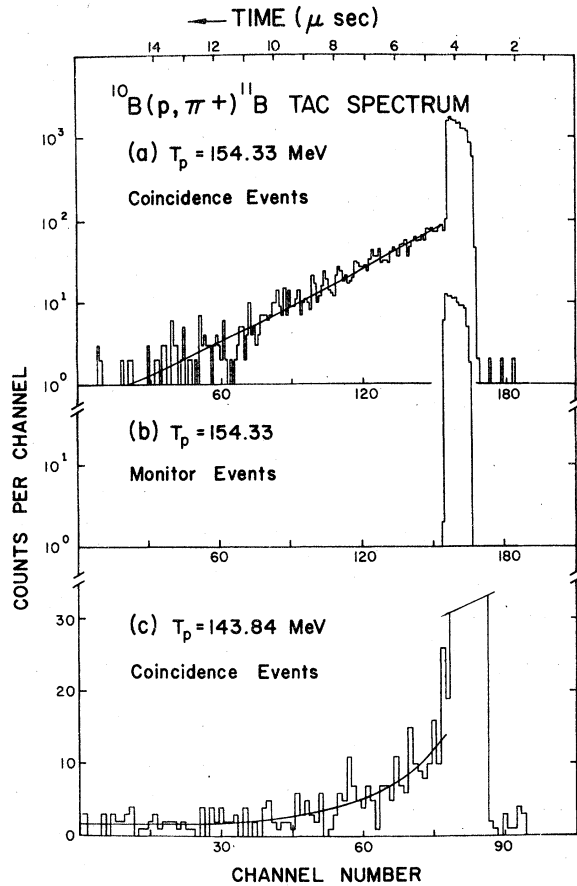 TIME (μ sec)
14 12 10 8 6 4 2
¹⁰B(p, π+)¹¹B TAC SPECTRUM
(a) Tp = 154.33 MeV
Coincidence Events
10³
10²
10¹
10⁰
60 120 180
(b) Tp = 154.33
Monitor Events
10¹
10⁰
60 120 180
COUNTS PER CHANNEL
(c) Tp = 143.84 MeV
Coincidence Events
30
20
10
0
30 60 90
CHANNEL NUMBER